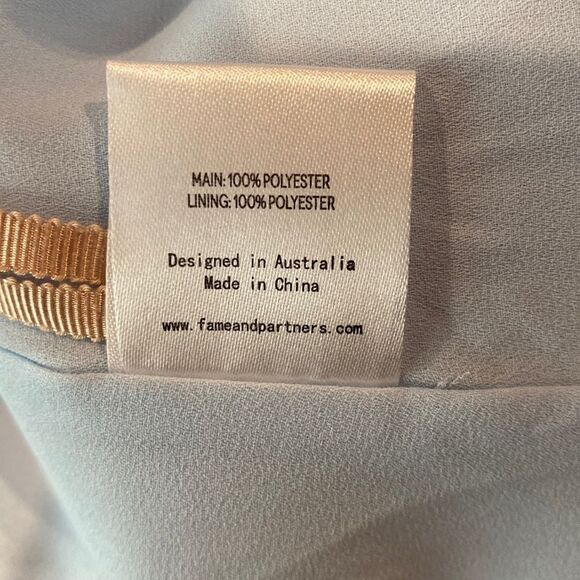 MAIN: 100% POLYESTER
LINING: 100% POLYESTER
Designed in Australia
Made in China
www.fameandpartners.com